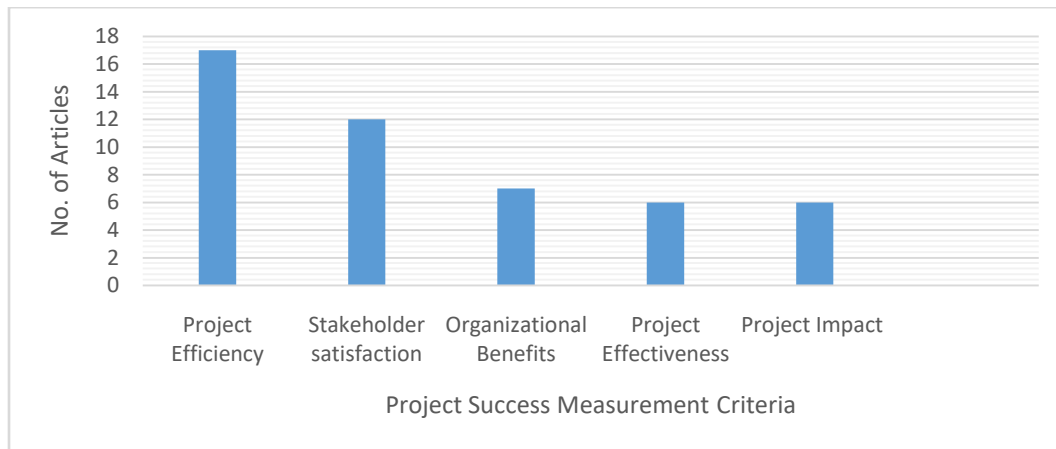 18
16
14
12
10
8
6
4
2
0
No. of Articles
Project Efficiency
Stakeholder satisfaction
Organizational Benefits
Project Effectiveness
Project Impact
Project Success Measurement Criteria